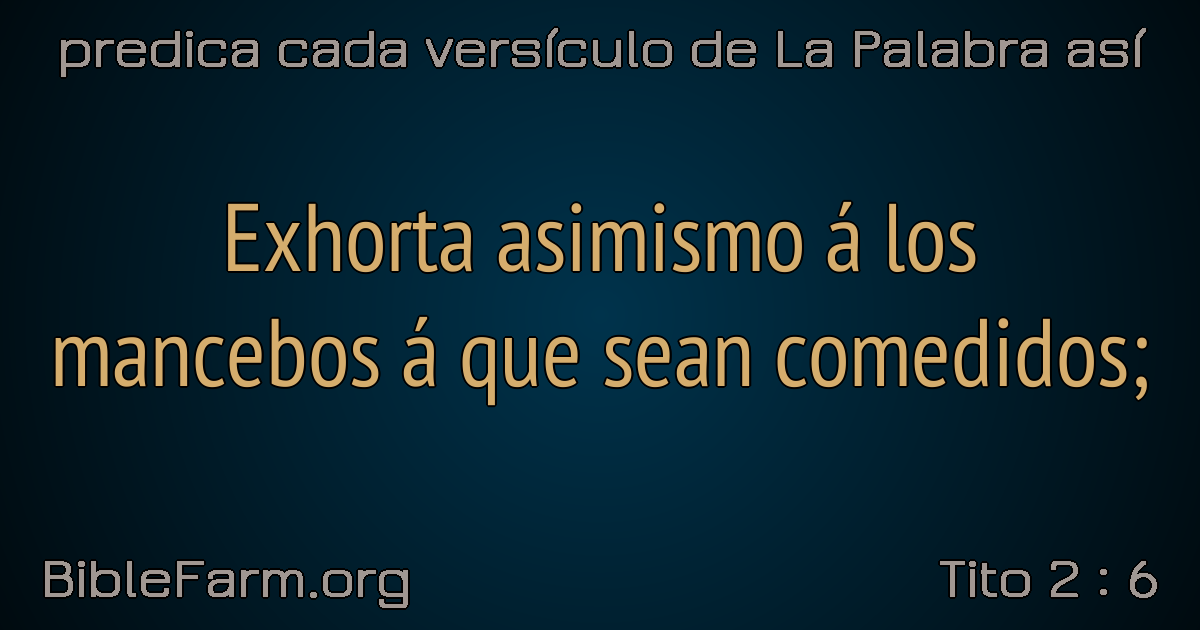 predica cada versículo de La Palabra así
Exhorta asimismo á los
mancebos á que sean comedidos;
BibleFarm.org
Tito 2 : 6